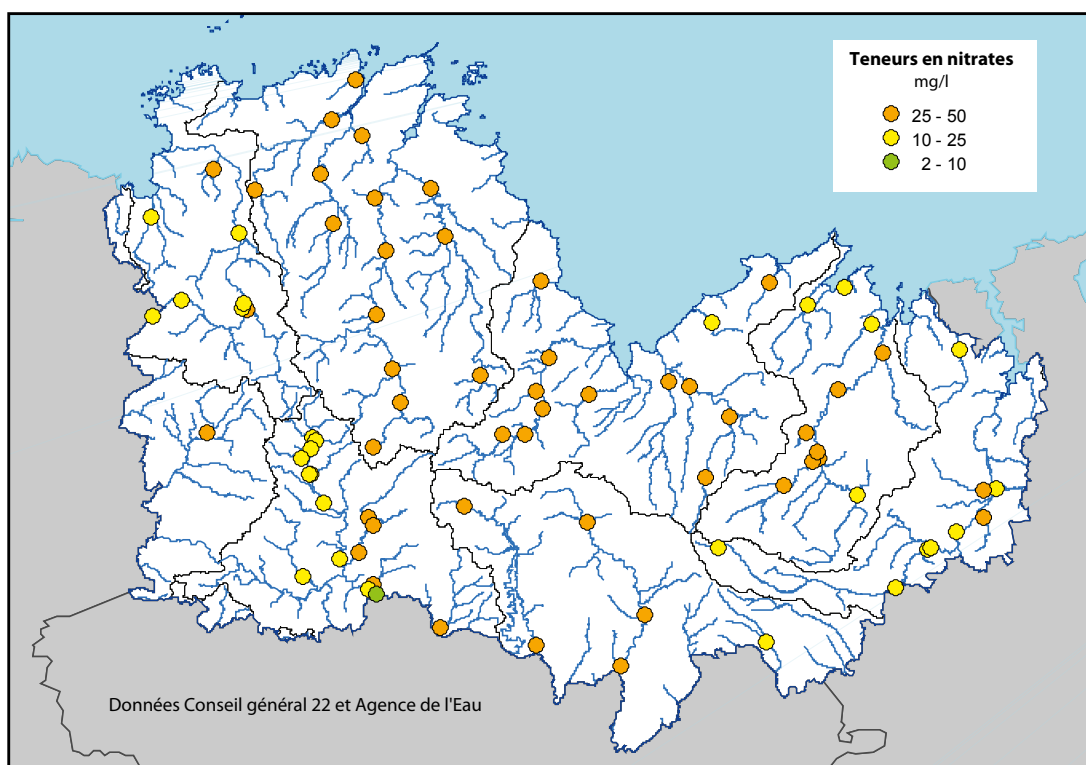 Teneurs en nitrates
mg/l
25 - 50
10 - 25
2 - 10
Données Conseil général 22 et Agence de l'Eau